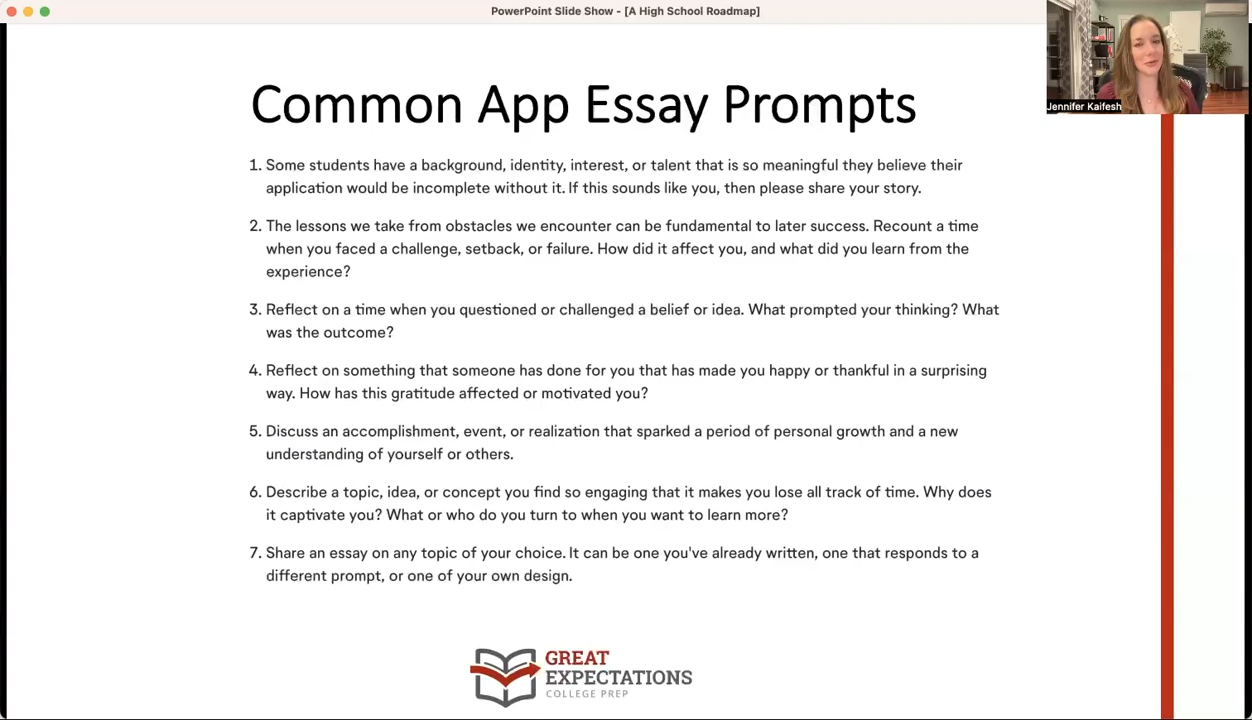 PowerPoint Slide Show - [A High School Roadmap]
Jennifer Kaifesh
Common App Essay Prompts
1. Some students have a background, identity, interest, or talent that is so meaningful they believe their
application would be incomplete without it. If this sounds like you, then please share your story.
2. The lessons we take from obstacles we encounter can be fundamental to later success. Recount a time
when you faced a challenge, setback, or failure. How did it affect you, and what did you learn from the
experience?
3. Reflect on a time when you questioned or challenged a belief or idea. What prompted your thinking? What
was the outcome?
4. Reflect on something that someone has done for you that has made you happy or thankful in a surprising
way. How has this gratitude affected or motivated you?
5. Discuss an accomplishment, event, or realization that sparked a period of personal growth and a new
understanding of yourself or others.
6. Describe a topic, idea, or concept you find so engaging that it makes you lose all track of time. Why does
it captivate you? What or who do you turn to when you want to learn more?
7. Share an essay on any topic of your choice. It can be one you've already written, one that responds to a
different prompt, or one of your own design.
GREAT
EXPECTATIONS
COLLEGE PREP